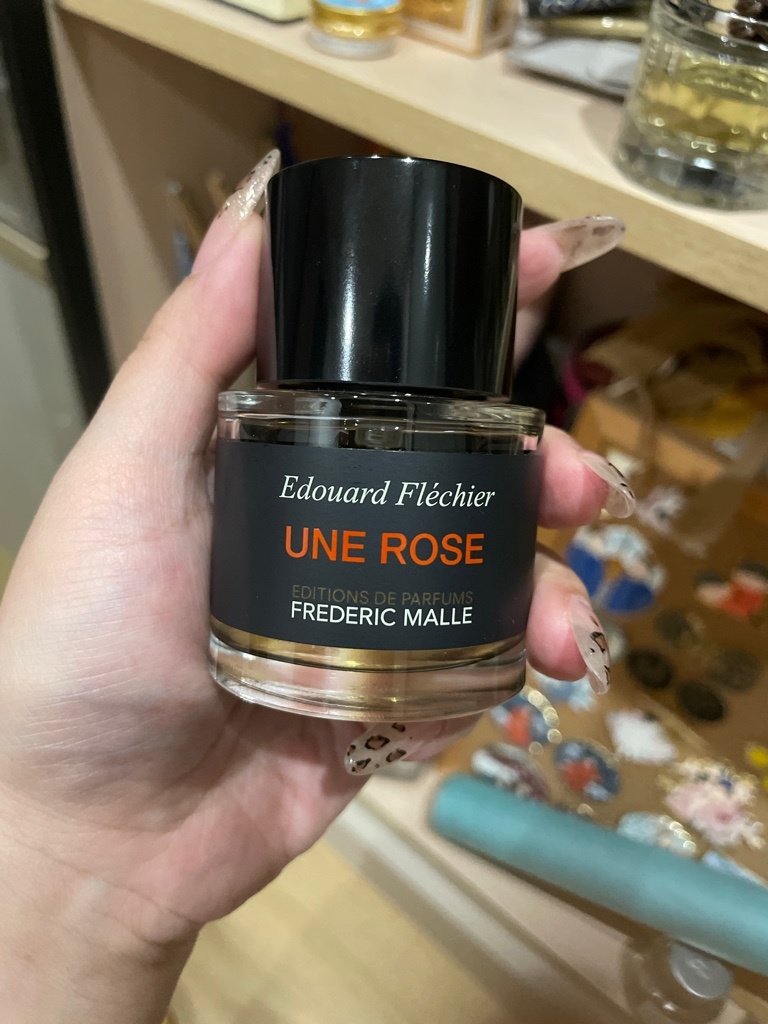 Edouard Fléchier
UNE ROSE
EDITIONS DE PARFUMS
FREDERIC MALLE